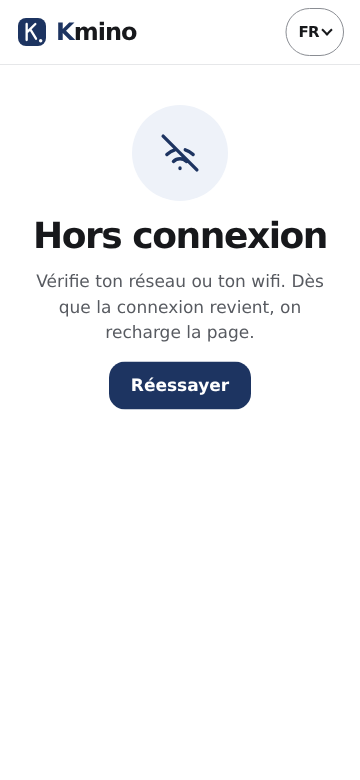 K. Kmino
FR
Hors connexion
Vérifie ton réseau ou ton wifi. Dès
que la connexion revient, on
recharge la page.
Réessayer